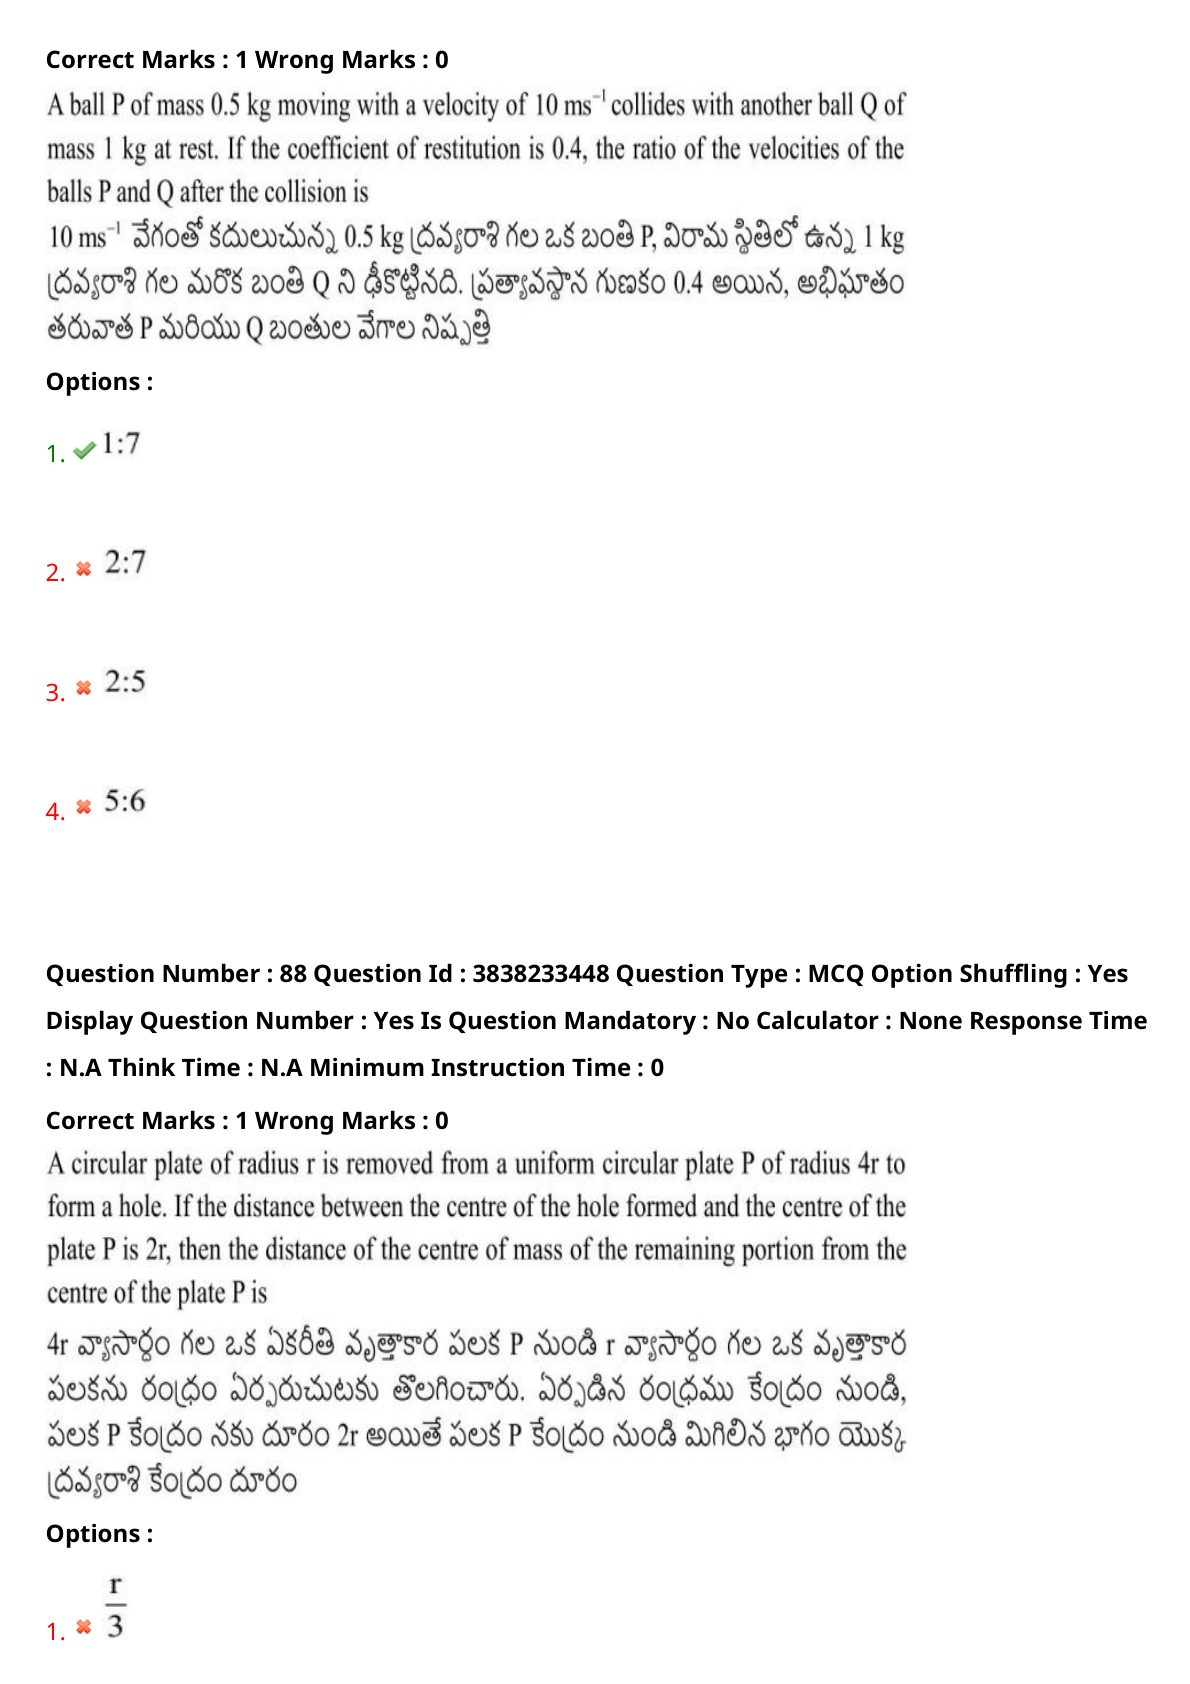 Correct Marks : 1 Wrong Marks : 0
A ball P of mass 0.5 kg moving with a velocity of 10 ms⁻¹ collides with another ball Q of
mass 1 kg at rest. If the coefficient of restitution is 0.4, the ratio of the velocities of the
balls P and Q after the collision is
10 ms⁻¹ వేగంతో కదులుచున్న 0.5 kg ద్రవ్యరాశి గల ఒక బంతి P, విరామ స్థితిలో ఉన్న 1 kg
ద్రవ్యరాశి గల మరొక బంతి Q ని ఢీకొట్టినది. ప్రత్యావస్థాన గుణకం 0.4 అయిన, అభిఘాతం
తరువాత P మరియు Q బంతుల వేగాల నిష్పత్తి
Options :
1. 1:7
2. 2:7
3. 2:5
4. 5:6
Question Number : 88 Question Id : 3838233448 Question Type : MCQ Option Shuffling : Yes
Display Question Number : Yes Is Question Mandatory : No Calculator : None Response Time
: N.A Think Time : N.A Minimum Instruction Time : 0
Correct Marks : 1 Wrong Marks : 0
A circular plate of radius r is removed from a uniform circular plate P of radius 4r to
form a hole. If the distance between the centre of the hole formed and the centre of the
plate P is 2r, then the distance of the centre of mass of the remaining portion from the
centre of the plate P is
4r వ్యాసార్ధం గల ఒక ఏకరీతి వృత్తాకార పలక P నుండి r వ్యాసార్ధం గల ఒక వృత్తాకార
పలకను రంధ్రం ఏర్పరుచుటకు తొలగించారు. ఏర్పడిన రంధ్రము కేంద్రం నుండి,
పలక P కేంద్రం నకు దూరం 2r అయితే పలక P కేంద్రం నుండి మిగిలిన భాగం యొక్క
ద్రవ్యరాశి కేంద్రం దూరం
Options :
1. r/3